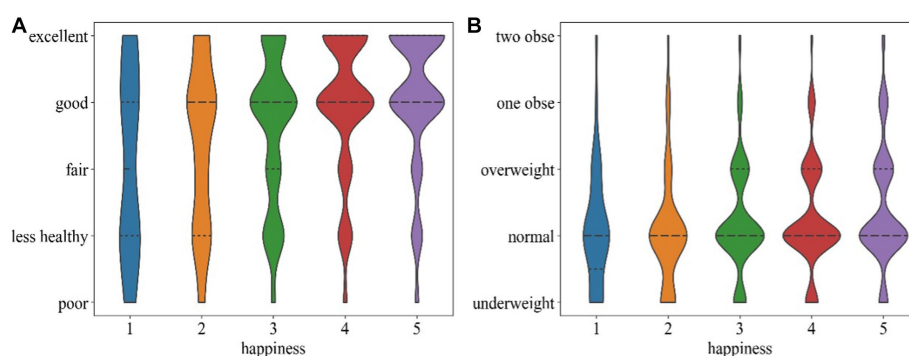 A
excellent
good
fair
less healthy
poor
1 2 3 4 5
happiness
B
two obse
one obse
overweight
normal
underweight
1 2 3 4 5
happiness